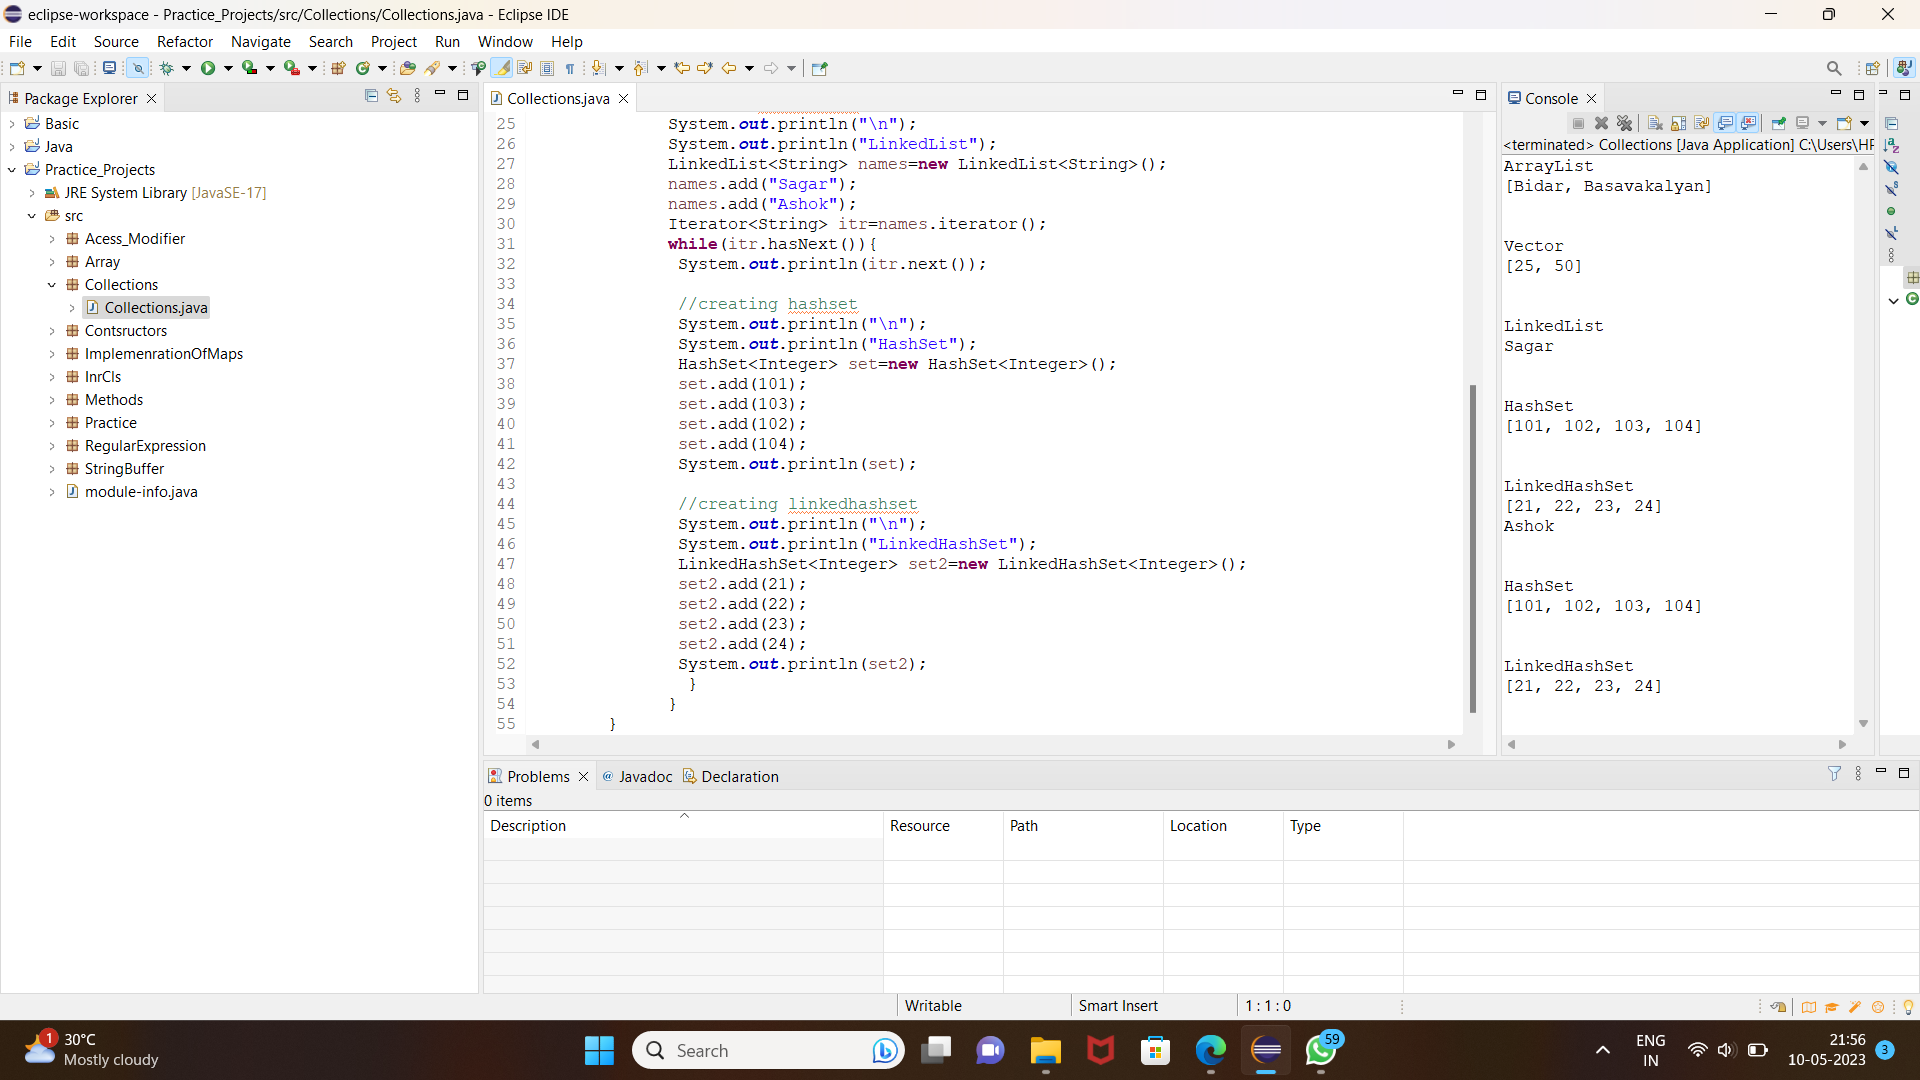 eclipse-workspace - Practice_Projects/src/Collections/Collections.java - Eclipse IDE
File Edit Source Refactor Navigate Search Project Run Window Help
Package Explorer
Basic
Java
Practice_Projects
JRE System Library [JavaSE-17]
src
Acess_Modifier
Array
Collections
Collections.java
Contsructors
ImplemenrationOfMaps
InrCls
Methods
Practice
RegularExpression
StringBuffer
module-info.java
Collections.java
25 System.out.println("\n");
26 System.out.println("LinkedList");
27 LinkedList<String> names=new LinkedList<String>();
28 names.add("Sagar");
29 names.add("Ashok");
30 Iterator<String> itr=names.iterator();
31 while(itr.hasNext()){
32 System.out.println(itr.next());
33
34 //creating hashset
35 System.out.println("\n");
36 System.out.println("HashSet");
37 HashSet<Integer> set=new HashSet<Integer>();
38 set.add(101);
39 set.add(103);
40 set.add(102);
41 set.add(104);
42 System.out.println(set);
43
44 //creating linkedhashset
45 System.out.println("\n");
46 System.out.println("LinkedHashSet");
47 LinkedHashSet<Integer> set2=new LinkedHashSet<Integer>();
48 set2.add(21);
49 set2.add(22);
50 set2.add(23);
51 set2.add(24);
52 System.out.println(set2);
53 }
54 }
55 }
Console
<terminated> Collections [Java Application] C:\Users\HP
ArrayList
[Bidar, Basavakalyan]
Vector
[25, 50]
LinkedList
Sagar
HashSet
[101, 102, 103, 104]
LinkedHashSet
[21, 22, 23, 24]
Ashok
HashSet
[101, 102, 103, 104]
LinkedHashSet
[21, 22, 23, 24]
Problems @ Javadoc Declaration
0 items
Description Resource Path Location Type
Writable Smart Insert 1 : 1 : 0
1
30°C
Mostly cloudy
Search
59
ENG
IN
21:56
10-05-2023
3